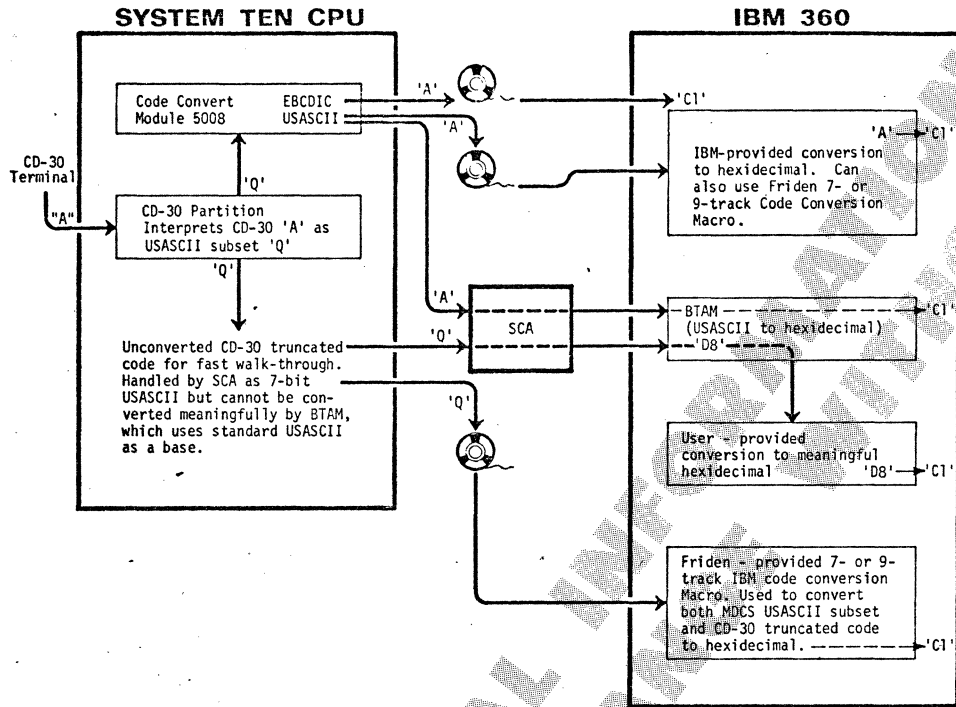 SYSTEM TEN CPU
IBM 360
Code Convert EBCDIC
Module 5008 USASCII
'A'
'A'
'C1'
'A' 'C1'
IBM-provided conversion
to hexidecimal. Can
also use Friden 7- or
9-track Code Conversion
Macro.
CD-30
Terminal
"A"
'Q'
CD-30 Partition
Interprets CD-30 'A' as
USASCII subset 'Q'
'Q'
'A'
'Q'
SCA
BTAM 'C1'
(USASCII to hexidecimal)
'D8'
Unconverted CD-30 truncated
code for fast walk-through.
Handled by SCA as 7-bit
USASCII but cannot be con-
verted meaningfully by BTAM,
which uses standard USASCII
as a base.
'Q'
User - provided
conversion to meaningful
hexidecimal 'D8' 'C1'
Friden - provided 7- or 9-
track IBM code conversion
Macro. Used to convert
both MDCS USASCII subset
and CD-30 truncated code
to hexidecimal. 'C1'
AL INFORMATION